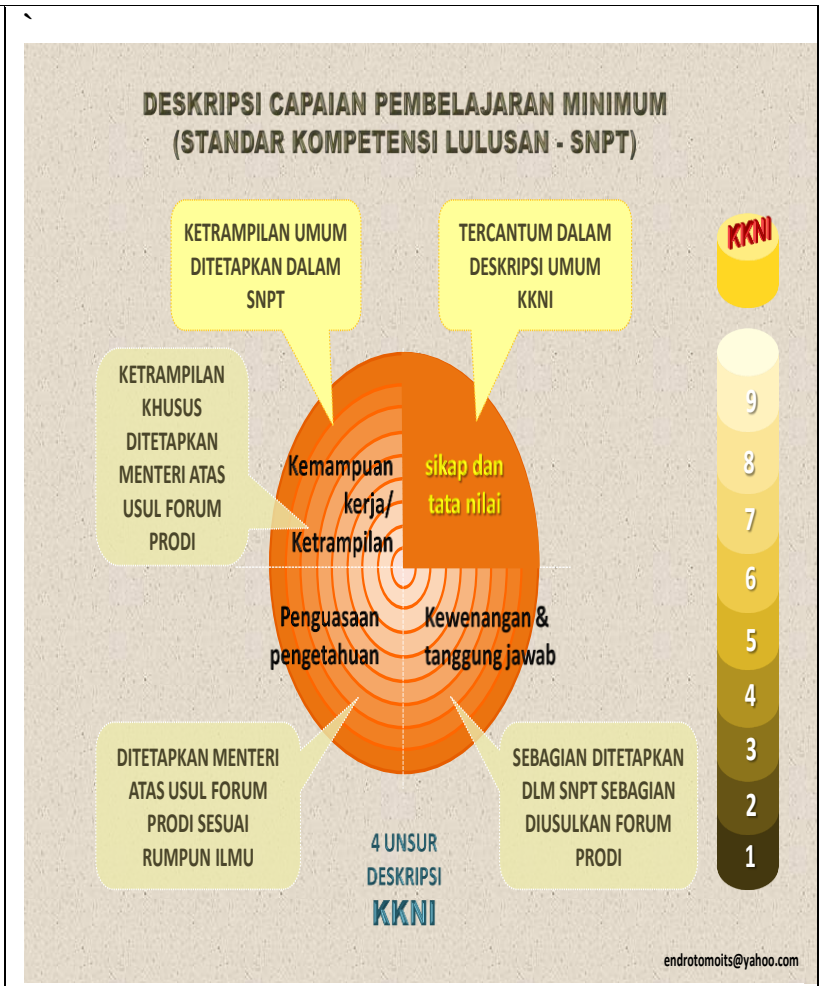 `
DESKRIPSI CAPAIAN PEMBELAJARAN MINIMUM
(STANDAR KOMPETENSI LULUSAN - SNPT)
KETRAMPILAN UMUM
DITETAPKAN DALAM
SNPT
TERCANTUM DALAM
DESKRIPSI UMUM
KKNI
KKNI
KETRAMPILAN
KHUSUS
DITETAPKAN
MENTERI ATAS
USUL FORUM
PRODI
Kemampuan
kerja/
Ketrampilan
sikap dan
tata nilai
Penguasaan
pengetahuan
Kewenangan &
tanggung jawab
DITETAPKAN MENTERI
ATAS USUL FORUM
PRODI SESUAI
RUMPUN ILMU
SEBAGIAN DITETAPKAN
DLM SNPT SEBAGIAN
DIUSULKAN FORUM
PRODI
4 UNSUR
DESKRIPSI
KKNI
9
8
7
6
5
4
3
2
1
endrotomoits@yahoo.com